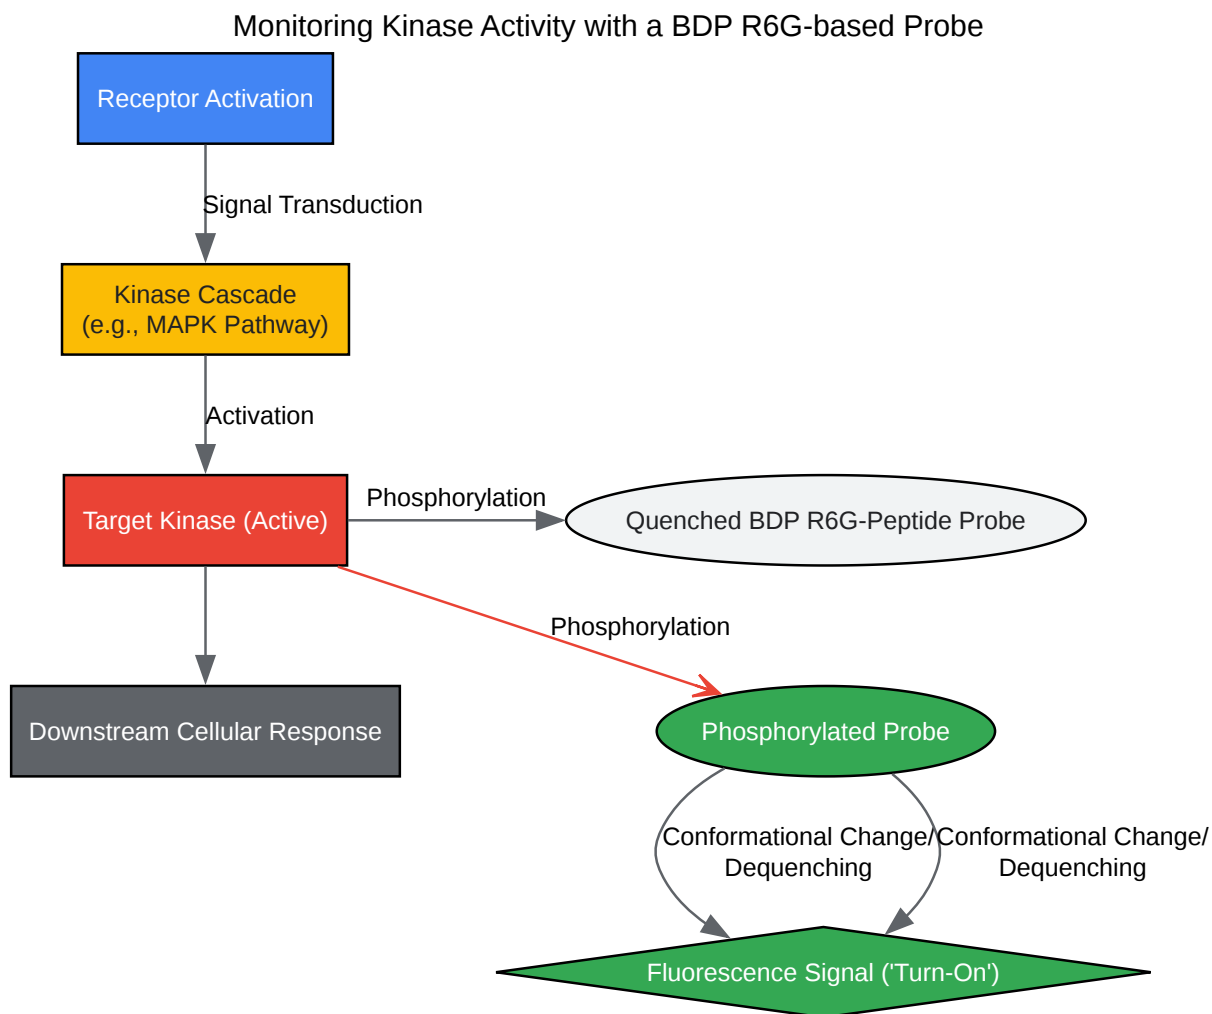 Monitoring Kinase Activity with a BDP R6G-based Probe
Receptor Activation
Signal Transduction
Kinase Cascade
(e.g., MAPK Pathway)
Activation
Target Kinase (Active)
Phosphorylation
Quenched BDP R6G-Peptide Probe
Phosphorylation
Downstream Cellular Response
Phosphorylated Probe
Conformational Change/
Dequenching
Conformational Change/
Dequenching
Fluorescence Signal ('Turn-On')